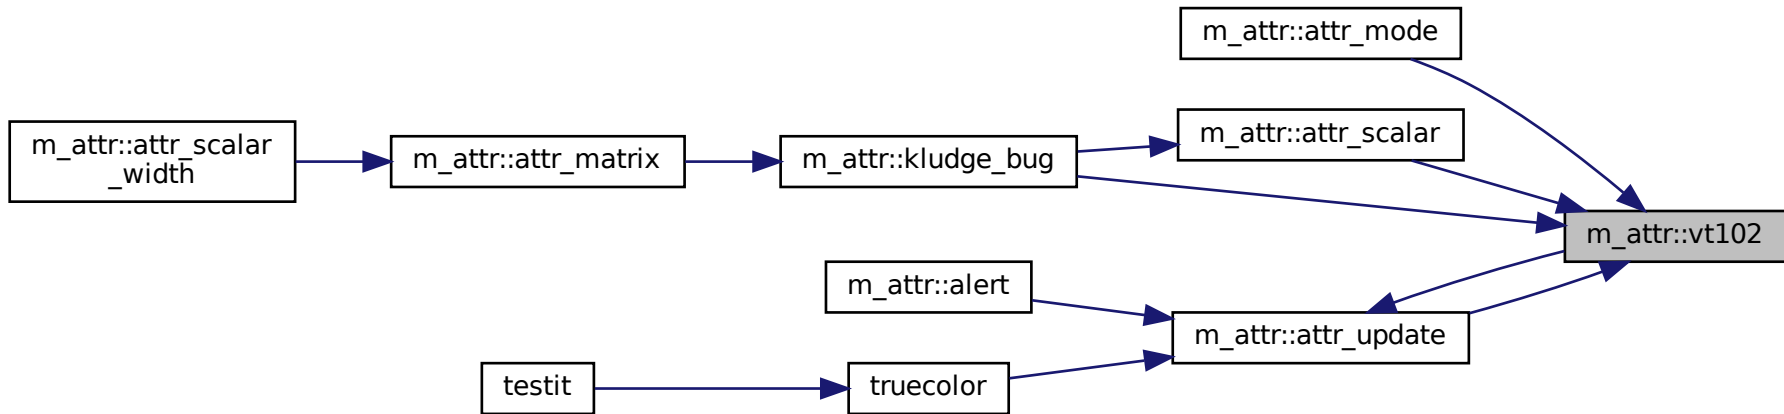 m_attr::attr_mode
m_attr::attr_scalar
m_attr::attr_scalar
_width
m_attr::attr_matrix
m_attr::kludge_bug
m_attr::vt102
m_attr::alert
m_attr::attr_update
testit
truecolor